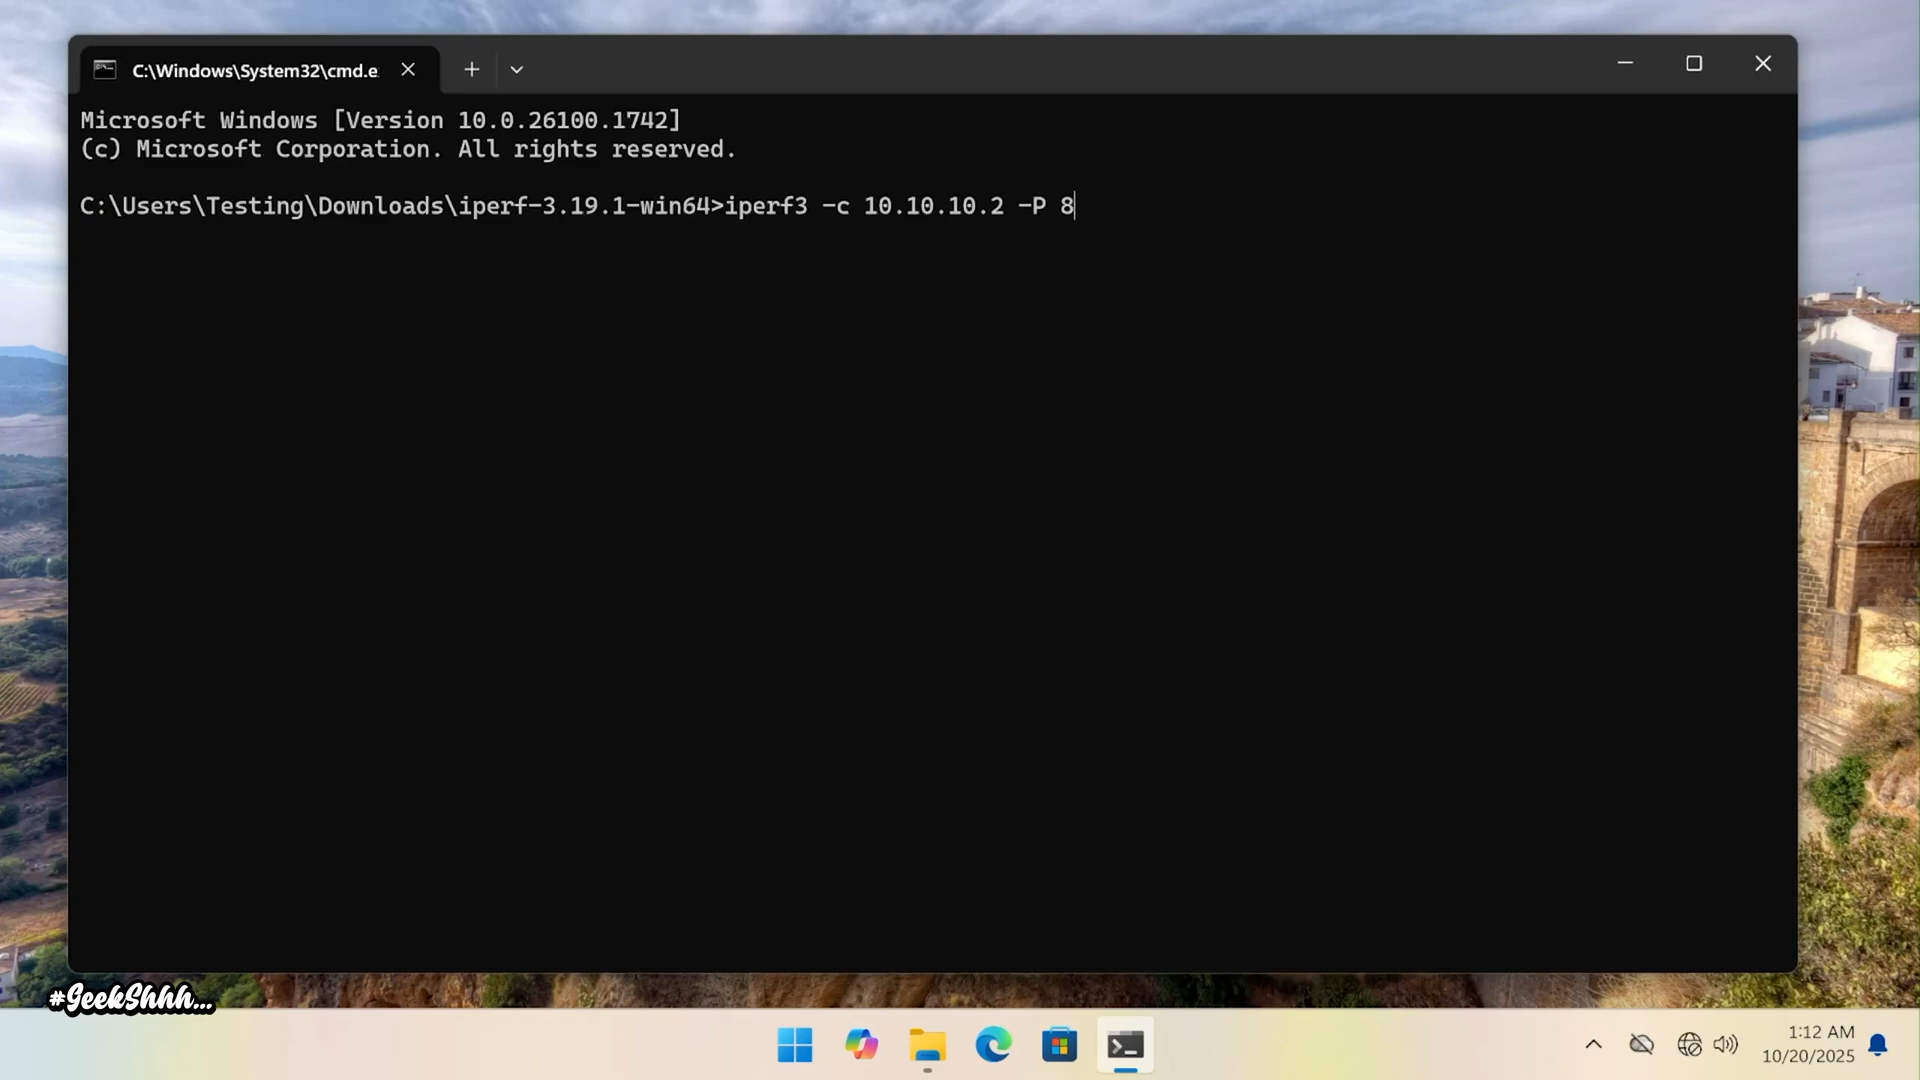 C:\Windows\System32\cmd.e
Microsoft Windows [Version 10.0.26100.1742]
(c) Microsoft Corporation. All rights reserved.
C:\Users\Testing\Downloads\iperf-3.19.1-win64>iperf3 -c 10.10.10.2 -P 8
#GeekShhh...
1:12 AM
10/20/2025